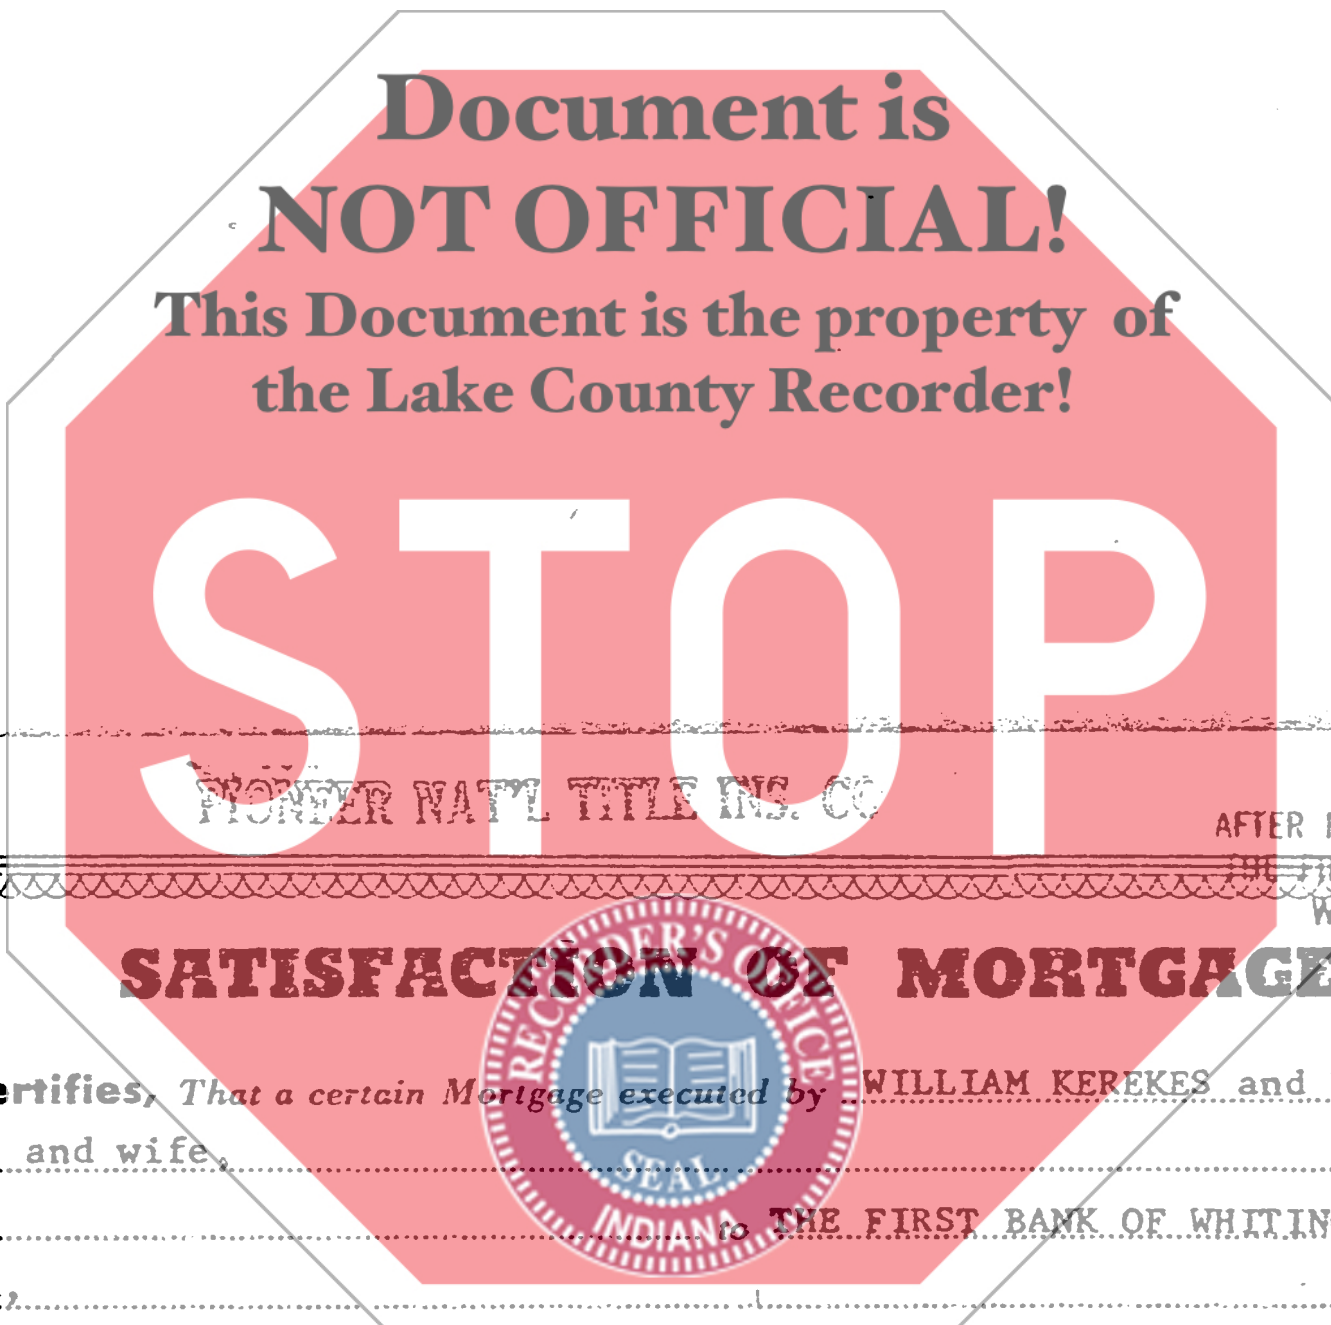 Document is
NOT OFFICIAL!
This Document is the property of
the Lake County Recorder!
STOP
PIONEER NAT'L TITLE INS. CO
AFTER
SATISFACTION OF MORTGAGE
RECORDER'S OFFICE
SEAL
INDIANA
ertifies, That a certain Mortgage executed by WILLIAM KEREKES and
and wife,
to THE FIRST BANK OF WHITIN